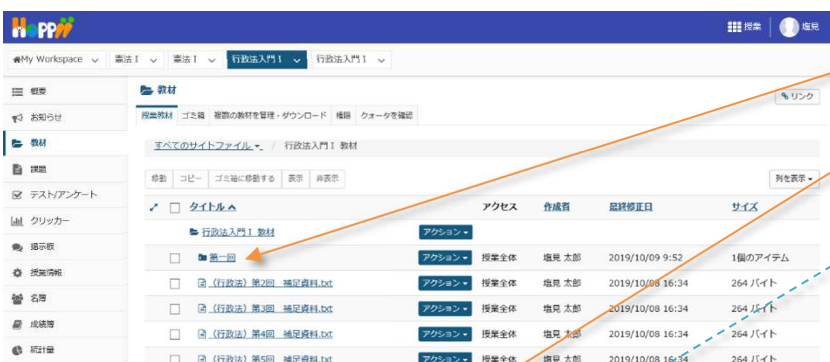 HoPPii
授業
塩見
My Workspace
憲法Ⅰ
憲法Ⅰ
行政法入門1
行政法入門1
概要
お知らせ
教材
課題
テスト/アンケート
クリッカー
掲示板
授業情報
名簿
成績簿
統計量
教材
リンク
授業教材 ゴミ箱 複数の教材を管理・ダウンロード 権限 クォータを確認
すべてのサイトファイル / 行政法入門Ⅰ 教材
移動 コピー ゴミ箱に移動する 表示 非表示
列を表示
タイトル アクセス 作成者 最終修正日 サイズ
行政法入門Ⅰ 教材 アクション
第一回 アクション 授業全体 塩見 太郎 2019/10/09 9:52 1個のアイテム
(行政法)第2回 補足資料.txt アクション 授業全体 塩見 太郎 2019/10/08 16:34 264 バイト
(行政法)第3回 補足資料.txt アクション 授業全体 塩見 太郎 2019/10/08 16:34 264 バイト
(行政法)第4回 補足資料.txt アクション 授業全体 塩見 太郎 2019/10/08 16:34 264 バイト
(行政法)第5回 補足資料.txt アクション 授業全体 塩見 太郎 2019/10/08 16:34 264 バイト